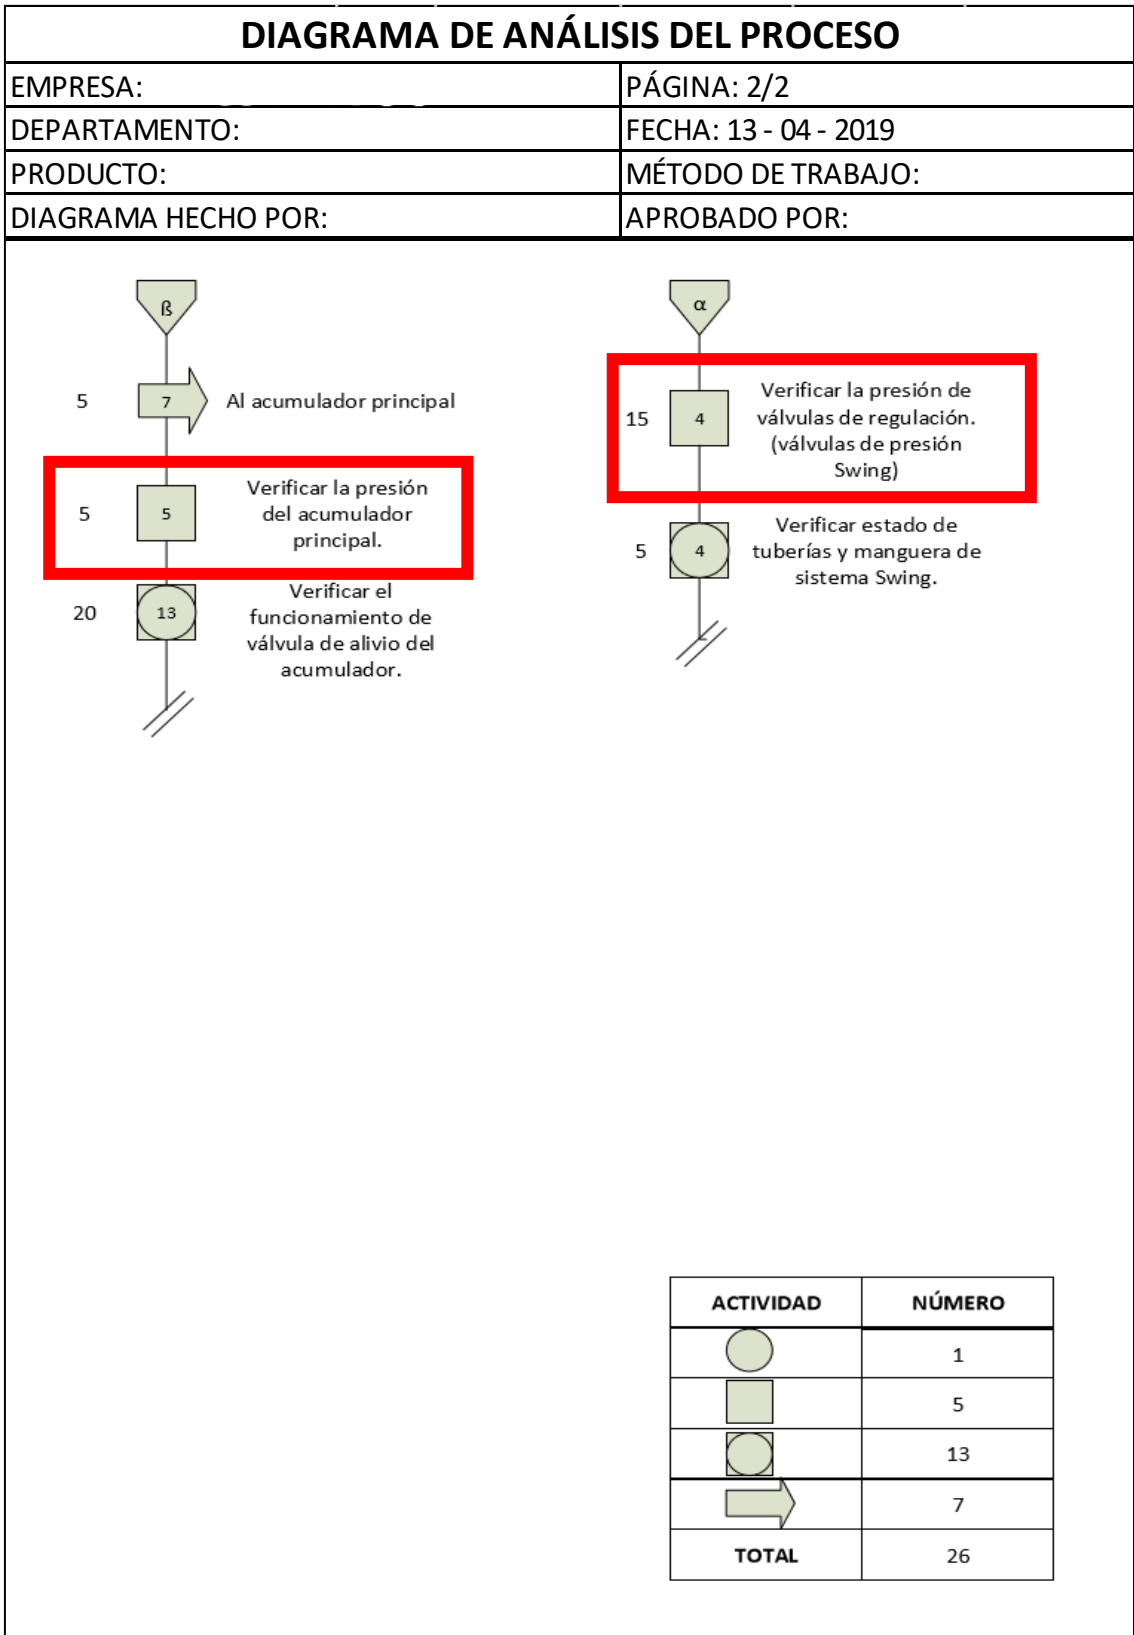 DIAGRAMA DE ANÁLISIS DEL PROCESO
EMPRESA:
PÁGINA: 2/2
DEPARTAMENTO:
FECHA: 13 - 04 - 2019
PRODUCTO:
MÉTODO DE TRABAJO:
DIAGRAMA HECHO POR:
APROBADO POR:
ß
5
7
Al acumulador principal
5
5
Verificar la presión
del acumulador
principal.
20
13
Verificar el
funcionamiento de
válvula de alivio del
acumulador.
α
15
4
Verificar la presión de
válvulas de regulación.
(válvulas de presión
Swing)
5
4
Verificar estado de
tuberías y manguera de
sistema Swing.
ACTIVIDAD
NÚMERO
1
5
13
7
TOTAL
26